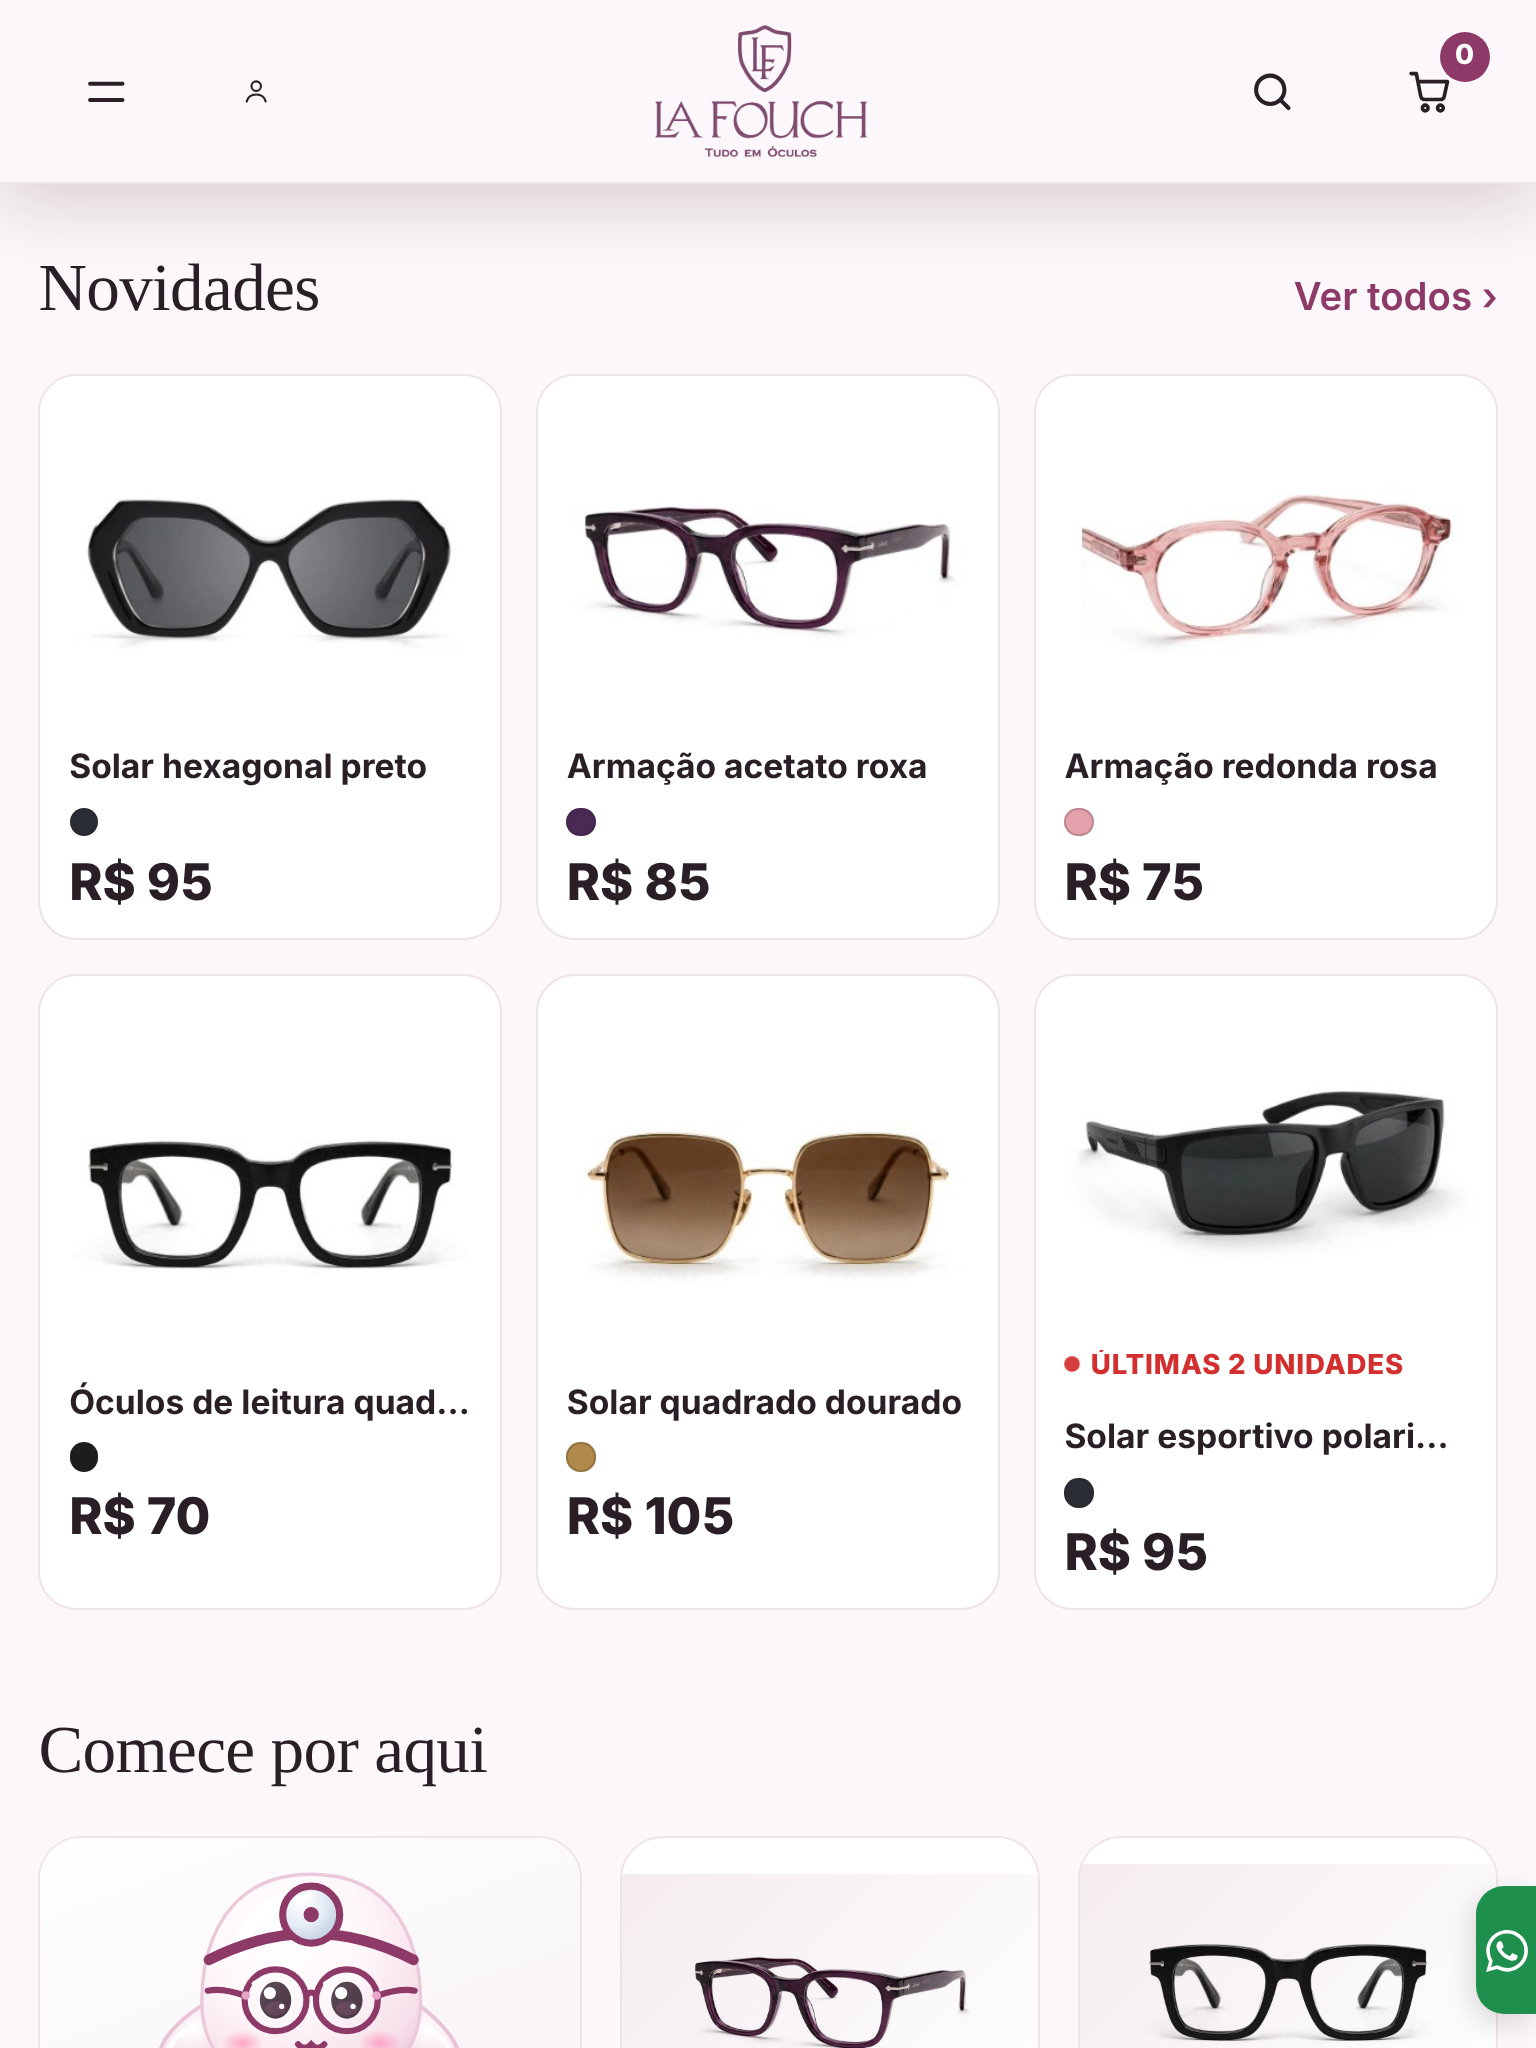 LF
LA FOUCH
TUDO EM ÓCULOS
0
Novidades
Ver todos ›
Solar hexagonal preto
R$ 95
Armação acetato roxa
R$ 85
Armação redonda rosa
R$ 75
Óculos de leitura quad...
R$ 70
Solar quadrado dourado
R$ 105
ÚLTIMAS 2 UNIDADES
Solar esportivo polari...
R$ 95
Comece por aqui